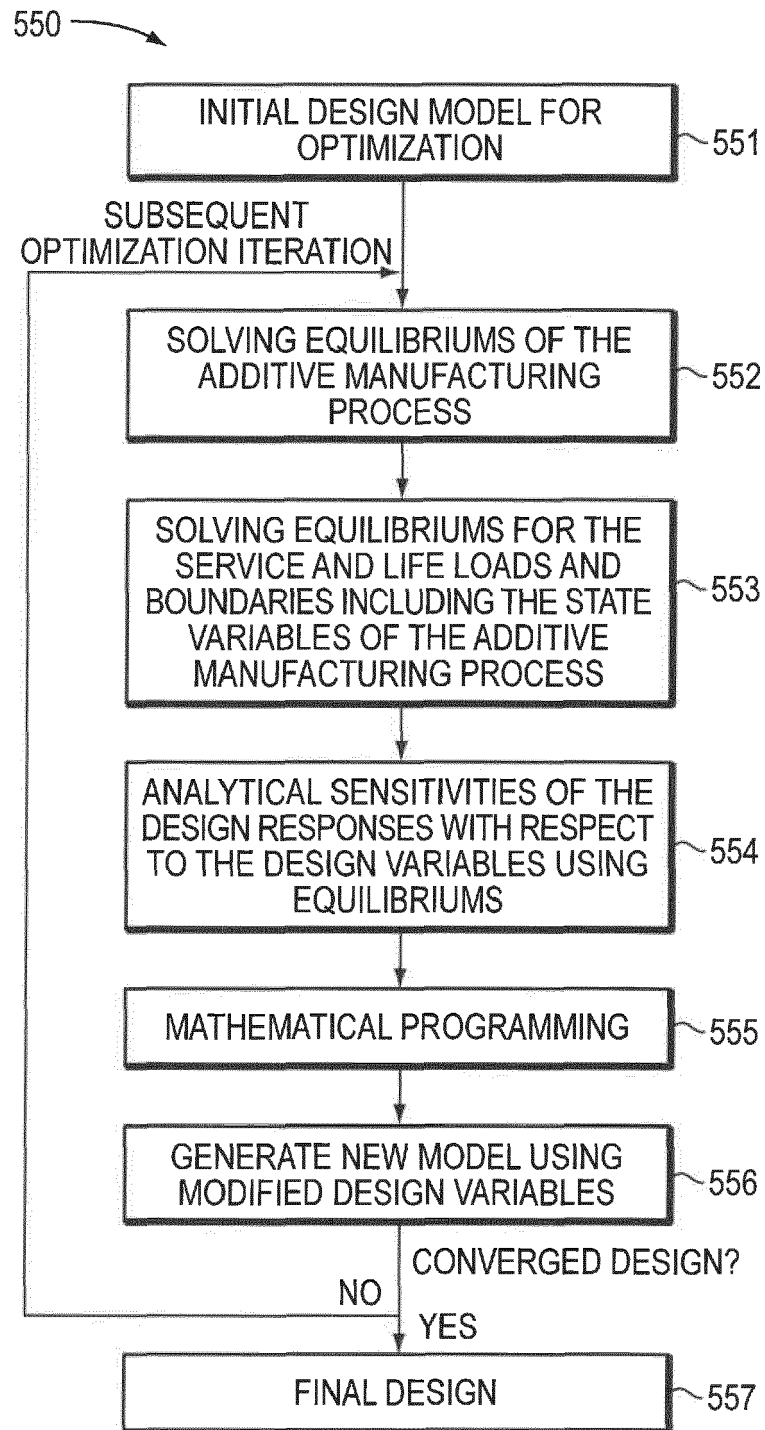 550
INITIAL DESIGN MODEL FOR
OPTIMIZATION
551
SUBSEQUENT
OPTIMIZATION ITERATION
SOLVING EQUILIBRIUMS OF THE
ADDITIVE MANUFACTURING
PROCESS
552
SOLVING EQUILIBRIUMS FOR THE
SERVICE AND LIFE LOADS AND
BOUNDARIES INCLUDING THE STATE
VARIABLES OF THE ADDITIVE
MANUFACTURING PROCESS
553
ANALYTICAL SENSITIVITIES OF THE
DESIGN RESPONSES WITH RESPECT
TO THE DESIGN VARIABLES USING
EQUILIBRIUMS
554
MATHEMATICAL PROGRAMMING
555
GENERATE NEW MODEL USING
MODIFIED DESIGN VARIABLES
556
CONVERGED DESIGN?
NO
YES
FINAL DESIGN
557